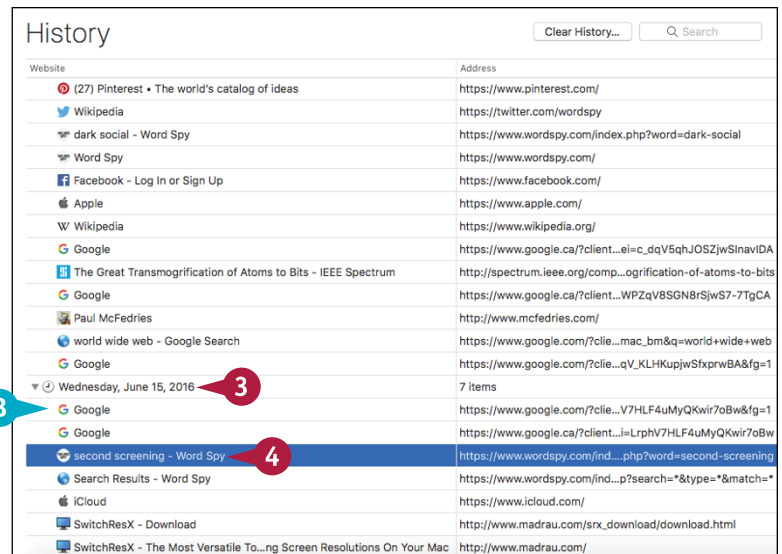 History
Clear History...
Search
Website Address
(27) Pinterest • The world's catalog of ideas https://www.pinterest.com/
Wikipedia https://twitter.com/wordspy
dark social - Word Spy https://www.wordspy.com/index.php?word=dark-social
Word Spy https://www.wordspy.com/
Facebook - Log In or Sign Up https://www.facebook.com/
Apple https://www.apple.com/
W Wikipedia https://www.wikipedia.org/
Google https://www.google.ca/?client...ei=c_dqV5qhJOSZjwSInavIDA
The Great Transmogrification of Atoms to Bits - IEEE Spectrum http://spectrum.ieee.org/comp...ogrification-of-atoms-to-bits
Google https://www.google.ca/?client...WPZqV8SGN8rSjwS7-7TgCA
Paul McFedries http://www.mcfedries.com/
world wide web - Google Search https://www.google.ca/?clie...mac_bm&q=world+wide+web
Google https://www.google.ca/?clie...qV_KLHKupjwSfxprwBA&fg=1
Wednesday, June 15, 2016 3 7 items
Google https://www.google.ca/?clie...V7HLF4uMyQKwir7oBw&fg=1
Google https://www.google.ca/?client...i=LrphV7HLF4uMyQKwir7oBw
second screening - Word Spy 4 https://www.wordspy.com/ind....php?word=second-screening
Search Results - Word Spy https://www.wordspy.com/ind...p?search=*&type=*&match=*
iCloud https://www.icloud.com/
SwitchResX - Download http://www.madrau.com/srx_download/download.html
SwitchResX - The Most Versatile To...ng Screen Resolutions On Your Mac http://www.madrau.com/